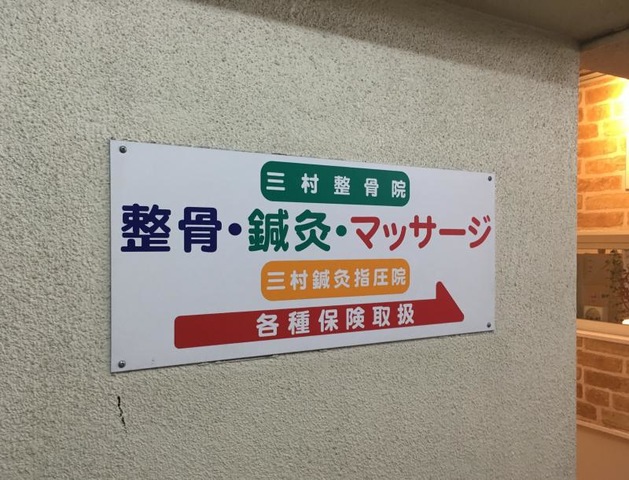 三村整骨院
整骨・鍼灸・マッサージ
三村鍼灸指圧院
各種保険取扱